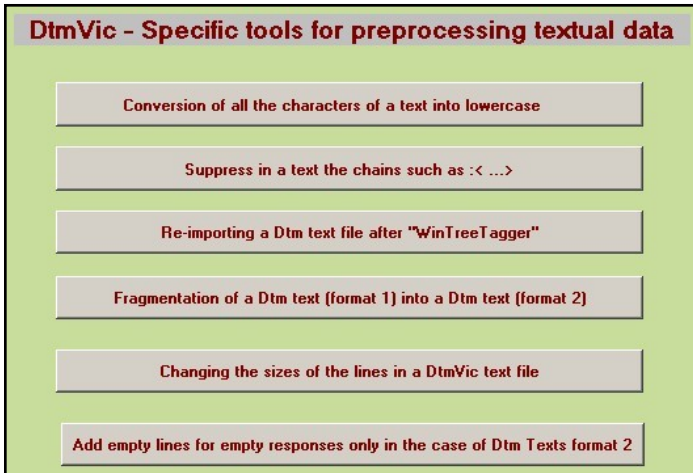 DtmVic - Specific tools for preprocessing textual data
Conversion of all the characters of a text into lowercase
Suppress in a text the chains such as :< ...>
Re-importing a Dtm text file after "WinTreeTagger"
Fragmentation of a Dtm text (format 1) into a Dtm text (format 2)
Changing the sizes of the lines in a DtmVic text file
Add empty lines for empty responses only in the case of Dtm Texts format 2